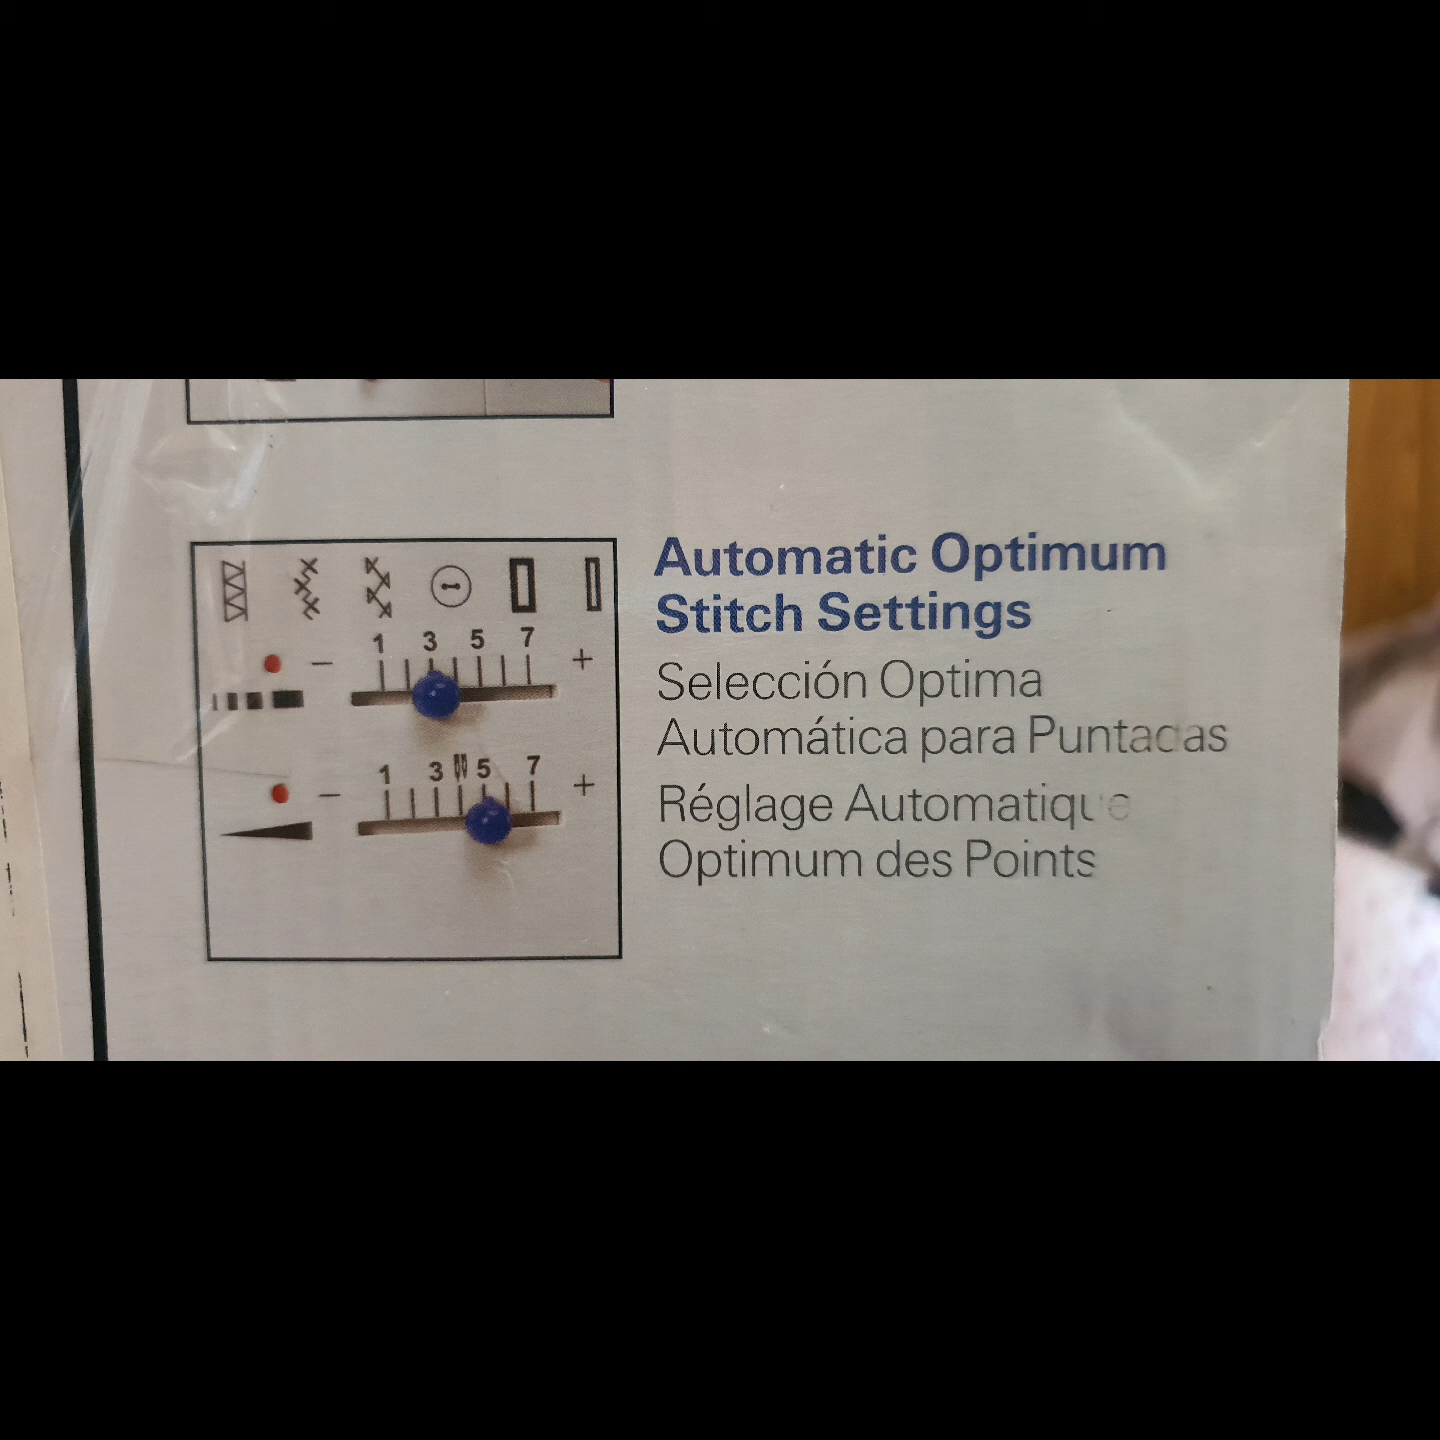 1 3 5 7
− +
1 3 5 7
− +
Automatic Optimum
Stitch Settings
Selección Optima
Automática para Puntadas
Réglage Automatique
Optimum des Points